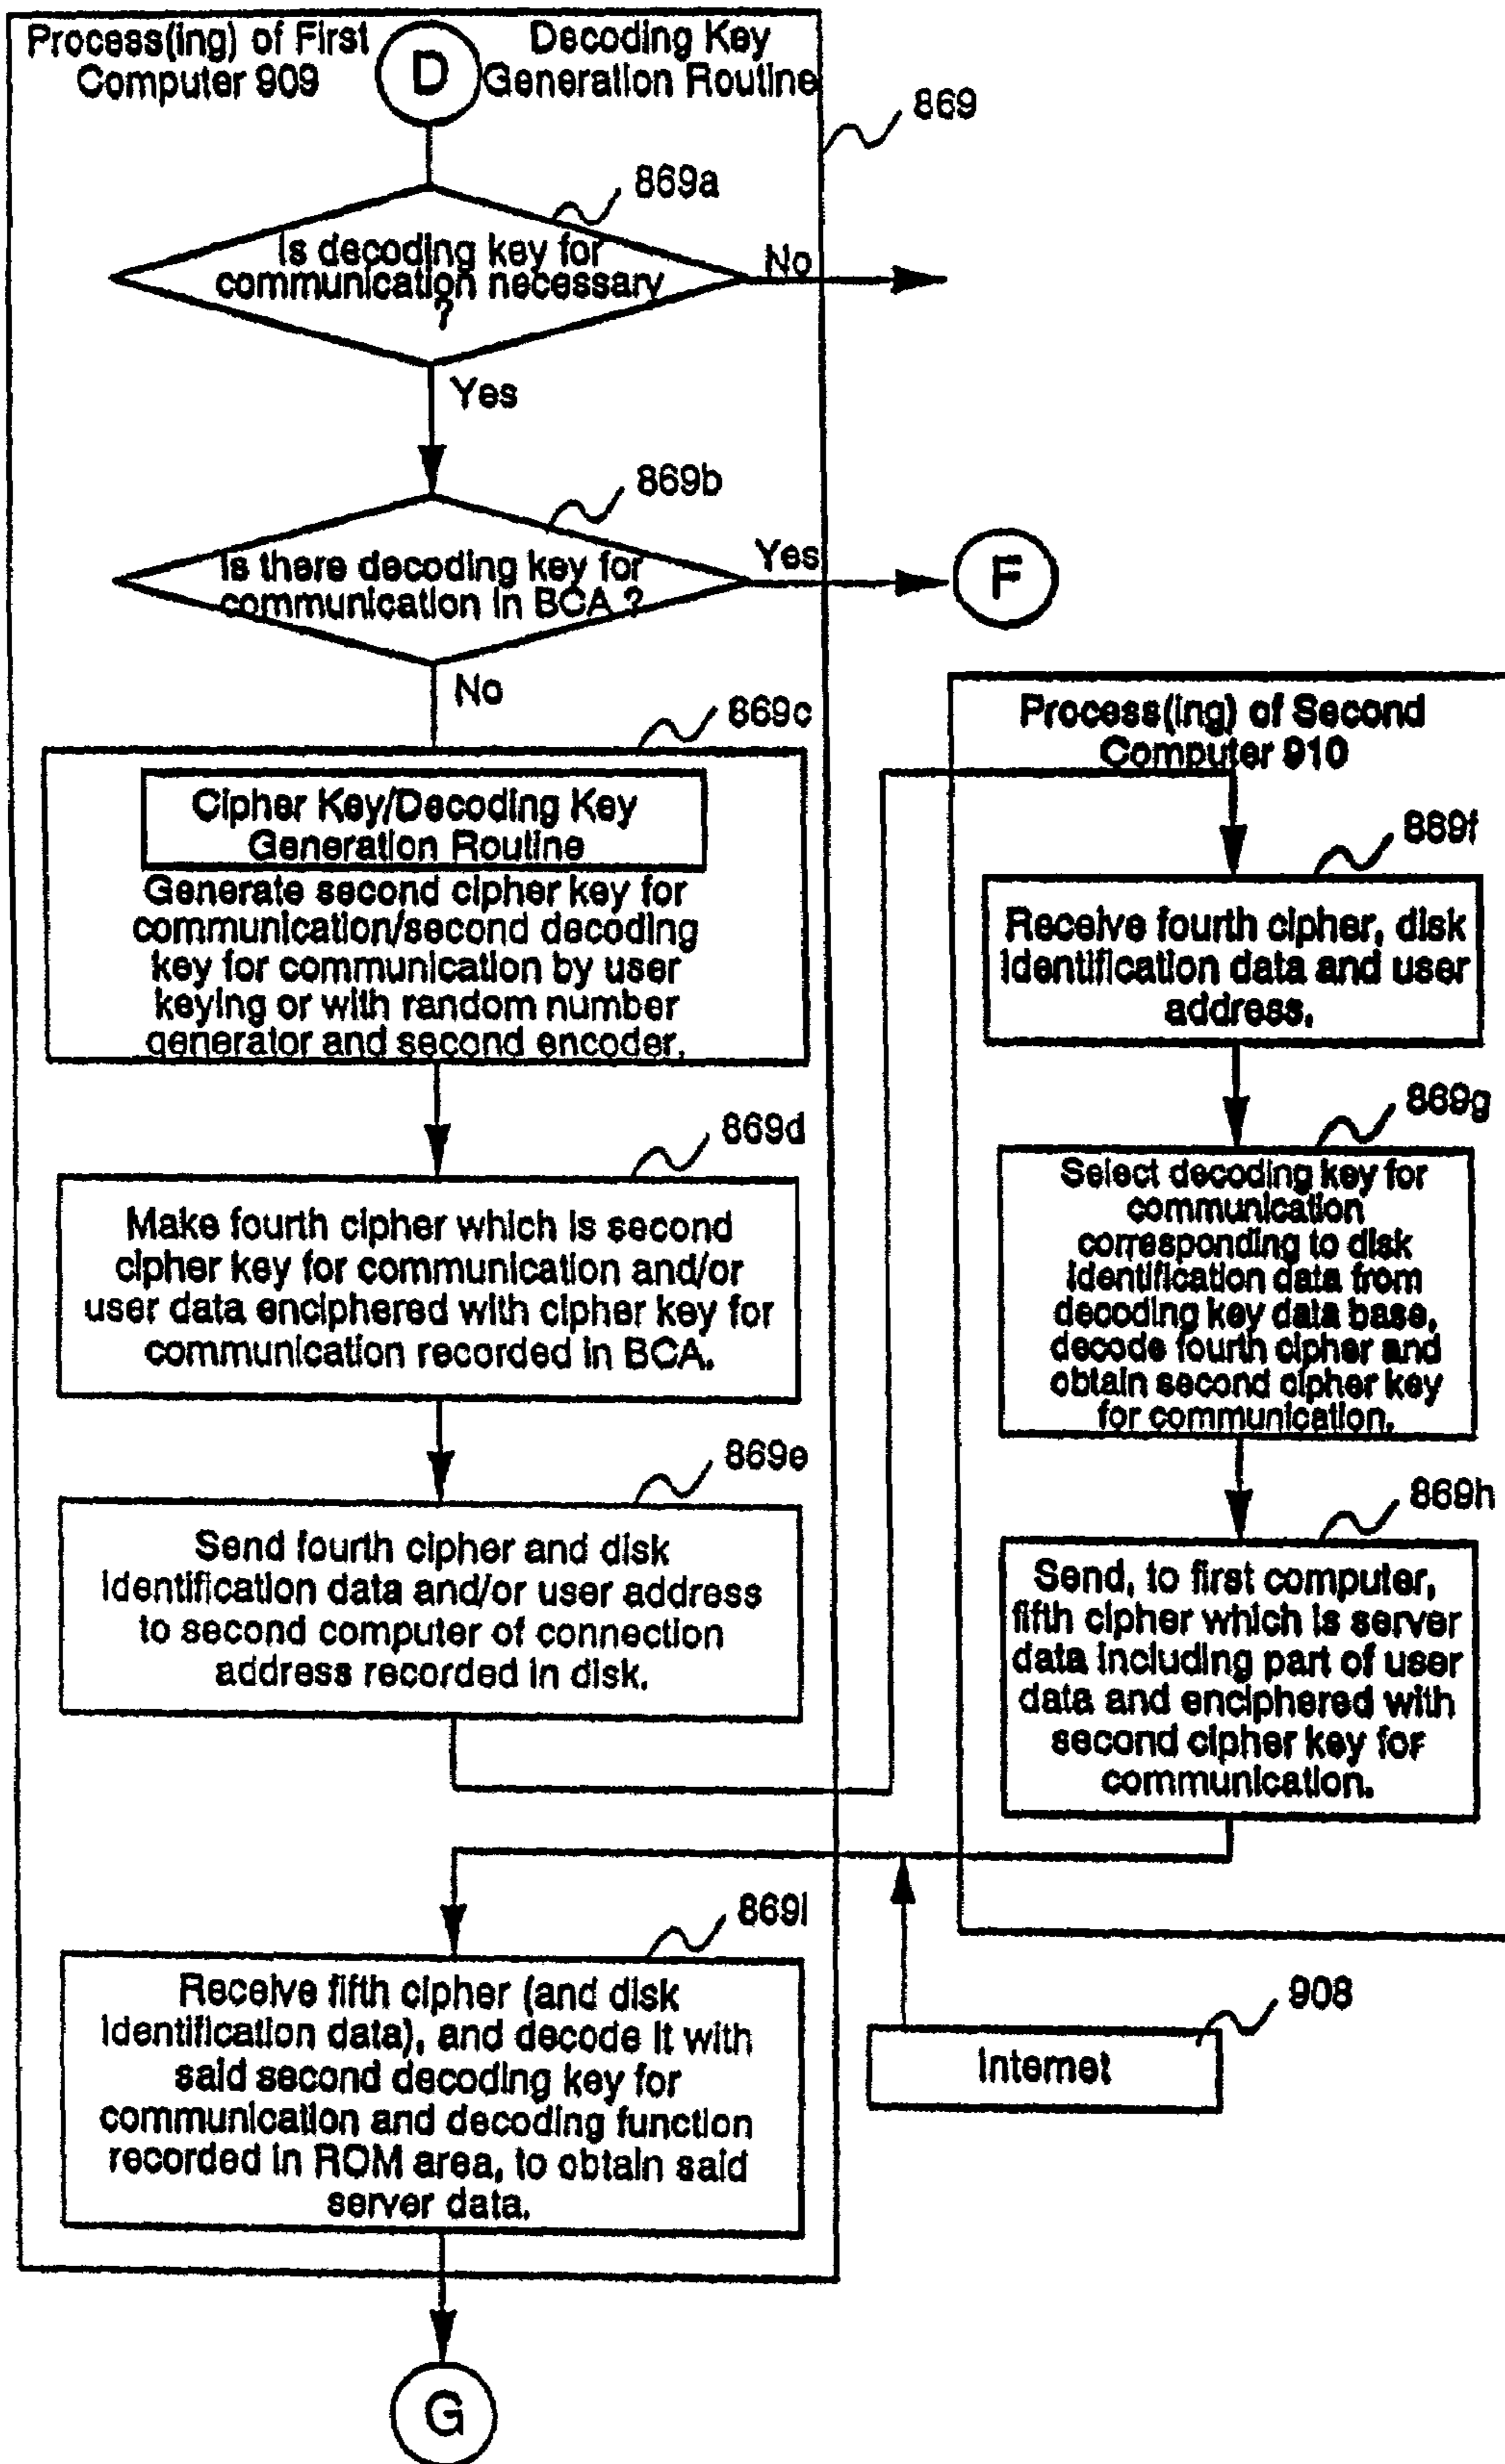 Process(ing) of First
Computer 909
D
Decoding Key
Generation Routine
869
869a
Is decoding key for
communication necessary
?
No
Yes
869b
Is there decoding key for
communication in BCA ?
Yes
F
No
869c
Cipher Key/Decoding Key
Generation Routine
Generate second cipher key for
communication/second decoding
key for communication by user
keying or with random number
generator and second encoder.
869d
Make fourth cipher which is second
cipher key for communication and/or
user data enciphered with cipher key for
communication recorded in BCA.
869e
Send fourth cipher and disk
identification data and/or user address
to second computer of connection
address recorded in disk.
Process(ing) of Second
Computer 910
869f
Receive fourth cipher, disk
identification data and user
address.
869g
Select decoding key for
communication
corresponding to disk
identification data from
decoding key data base,
decode fourth cipher and
obtain second cipher key
for communication.
869h
Send, to first computer,
fifth cipher which is server
data including part of user
data and enciphered with
second cipher key for
communication.
869i
Receive fifth cipher (and disk
identification data), and decode it with
said second decoding key for
communication and decoding function
recorded in ROM area, to obtain said
server data.
908
Internet
G